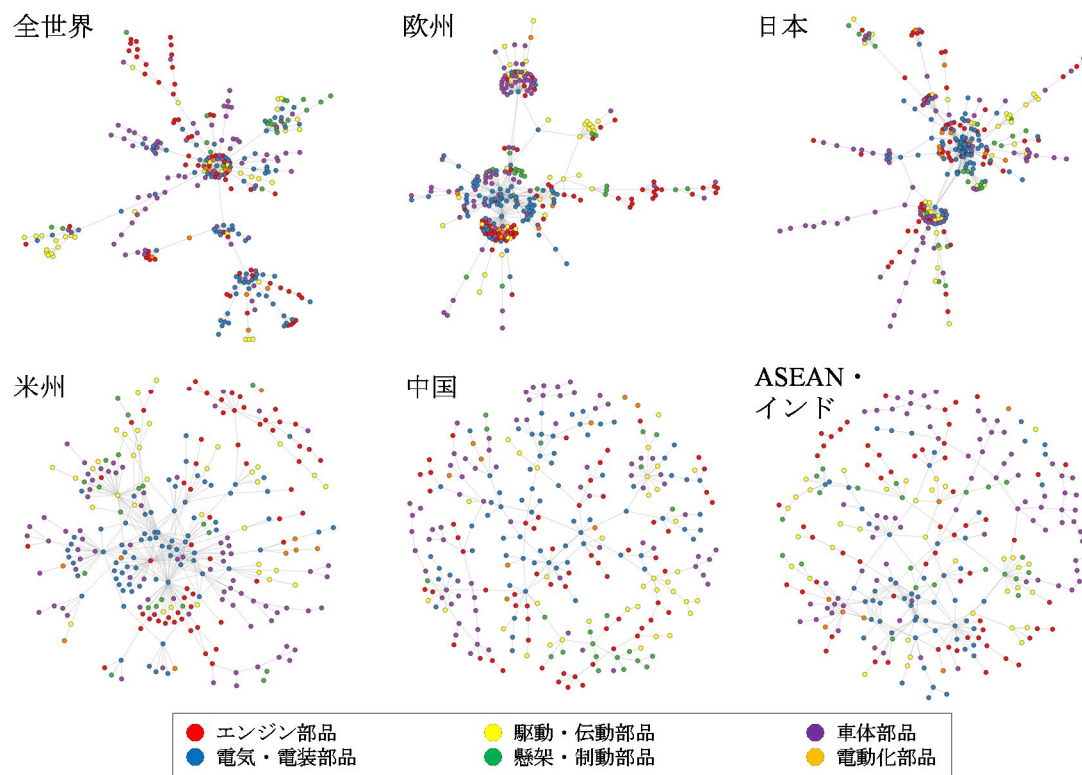 全世界
欧州
日本
米州
中国
ASEAN・
インド
エンジン部品
駆動・伝動部品
車体部品
電気・電装部品
懸架・制動部品
電動化部品